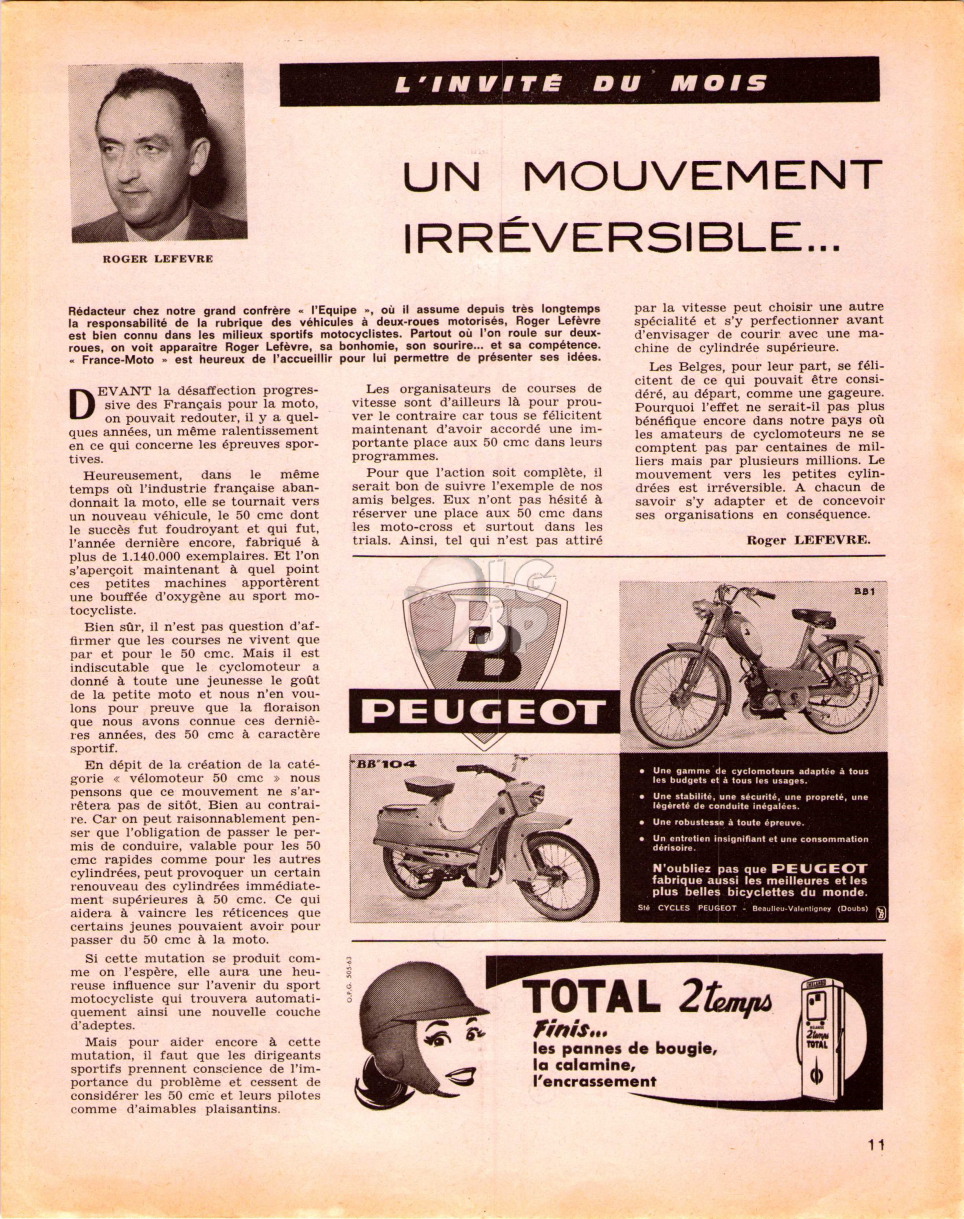 L'INVITÉ DU MOIS
UN MOUVEMENT
IRRÉVERSIBLE...
ROGER LEFEVRE
Rédacteur chez notre grand confrère « l'Equipe », où il assume depuis très longtemps
la responsabilité de la rubrique des véhicules à deux-roues motorisés, Roger Lefèvre
est bien connu dans les milieux sportifs motocyclistes. Partout où l'on roule sur deux-
roues, on voit apparaître Roger Lefèvre, sa bonhomie, son sourire... et sa compétence.
« France-Moto » est heureux de l'accueillir pour lui permettre de présenter ses idées.
DEVANT la désaffection progres-
sive des Français pour la moto,
on pouvait redouter, il y a quel-
ques années, un même ralentissement
en ce qui concerne les épreuves spor-
tives.
Heureusement, dans le même
temps où l'industrie française aban-
donnait la moto, elle se tournait vers
un nouveau véhicule, le 50 cmc dont
le succès fut foudroyant et qui fut,
l'année dernière encore, fabriqué à
plus de 1.140.000 exemplaires. Et l'on
s'aperçoit maintenant à quel point
ces petites machines apportèrent
une bouffée d'oxygène au sport mo-
tocycliste.
Bien sûr, il n'est pas question d'af-
firmer que les courses ne vivent que
par et pour le 50 cmc. Mais il est
indiscutable que le cyclomoteur a
donné à toute une jeunesse le goût
de la petite moto et nous n'en vou-
lons pour preuve que la floraison
que nous avons connue ces derniè-
res années, des 50 cmc à caractère
sportif.
En dépit de la création de la caté-
gorie « vélomoteur 50 cmc » nous
pensons que ce mouvement ne s'ar-
rêtera pas de sitôt. Bien au contrai-
re. Car on peut raisonnablement pen-
ser que l'obligation de passer le per-
mis de conduire, valable pour les 50
cmc rapides comme pour les autres
cylindrées, peut provoquer un certain
renouveau des cylindrées immédiate-
ment supérieures à 50 cmc. Ce qui
aidera à vaincre les réticences que
certains jeunes pouvaient avoir pour
passer du 50 cmc à la moto.
Si cette mutation se produit com-
me on l'espère, elle aura une heu-
reuse influence sur l'avenir du sport
motocycliste qui trouvera automati-
quement ainsi une nouvelle couche
d'adeptes.
Mais pour aider encore à cette
mutation, il faut que les dirigeants
sportifs prennent conscience de l'im-
portance du problème et cessent de
considérer les 50 cmc et leurs pilotes
comme d'aimables plaisantins.
Les organisateurs de courses de
vitesse sont d'ailleurs là pour prou-
ver le contraire car tous se félicitent
maintenant d'avoir accordé une im-
portante place aux 50 cmc dans leurs
programmes.
Pour que l'action soit complète, il
serait bon de suivre l'exemple de nos
amis belges. Eux n'ont pas hésité à
réserver une place aux 50 cmc dans
les moto-cross et surtout dans les
trials. Ainsi, tel qui n'est pas attiré
par la vitesse peut choisir une autre
spécialité et s'y perfectionner avant
d'envisager de courir avec une ma-
chine de cylindrée supérieure.
Les Belges, pour leur part, se féli-
citent de ce qui pouvait être consi-
déré, au départ, comme une gageure.
Pourquoi l'effet ne serait-il pas plus
bénéfique encore dans notre pays où
les amateurs de cyclomoteurs ne se
comptent pas par centaines de mil-
liers mais par plusieurs millions. Le
mouvement vers les petites cylin-
drées est irréversible. A chacun de
savoir s'y adapter et de concevoir
ses organisations en conséquence.
Roger LEFEVRE.
BB
PEUGEOT
BB1
"BB" 104
• Une gamme de cyclomoteurs adaptée à tous
les budgets et à tous les usages.
• Une stabilité, une sécurité, une propreté, une
légèreté de conduite inégalées.
• Une robustesse à toute épreuve.
• Un entretien insignifiant et une consommation
dérisoire.
N'oubliez pas que PEUGEOT
fabrique aussi les meilleures et les
plus belles bicyclettes du monde.
Sté CYCLES PEUGEOT - Beaulieu-Valentigney (Doubs)
O.P.G. 505-63
TOTAL 2 temps
Finis...
les pannes de bougie,
la calamine,
l'encrassement
2 temps
TOTAL
11